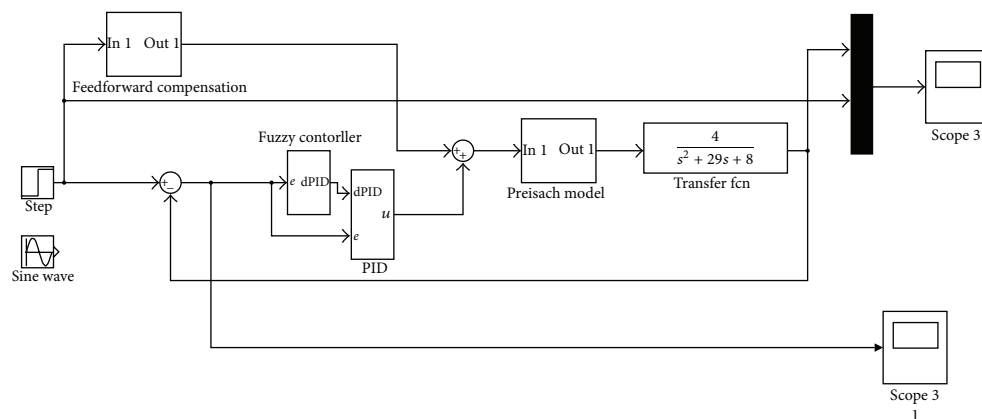 In 1 Out 1
Feedforward compensation
Scope 3
Fuzzy contorller
e dPID
dPID
u
e
PID
+
+
In 1 Out 1
Preisach model
4
s² + 29s + 8
Transfer fcn
+
−
Step
Sine wave
Scope 3
1